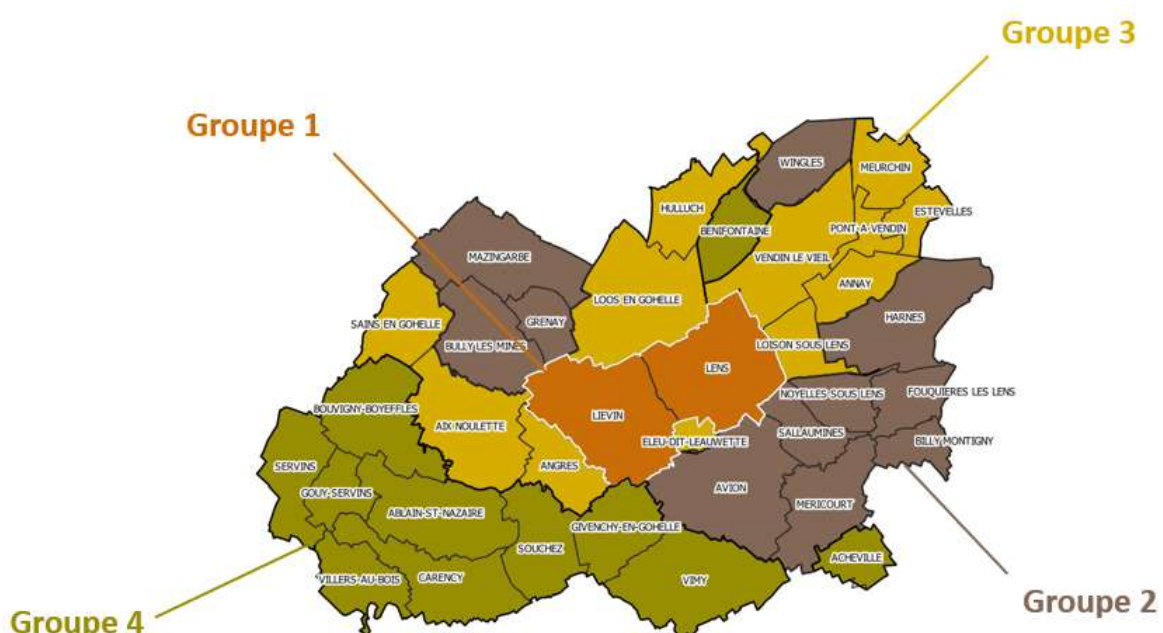 Groupe 3
Groupe 1
WINGLES
MEURCHIN
HULLUCH
ESTEVELLES
BENIFONTAINE
PONT-A-VENDIN
MAZINGARBE
VENDIN LE VIEIL
ANNAY
LOOS EN GOHELLE
SAINS EN GOHELLE
GRENAY
HARNES
BULLY LES MINES
LOISON SOUS LENS
LENS
NOYELLES SOUS LENS
FOUQUIERES LES LENS
BOUVIGNY-BOYEFFLES
LIEVIN
AIX NOULETTE
SALLAUMINES
ELEU-DIT-LEAUWETTE
BILLY MONTIGNY
SERVINS
ANGRES
AVION
GOUY-SERVINS
MERICOURT
ABLAIN-ST-NAZAIRE
GIVENCHY-EN-GOHELLE
SOUCHEZ
ACHEVILLE
VILLERS-AU-BOIS
CARENCY
VIMY
Groupe 2
Groupe 4